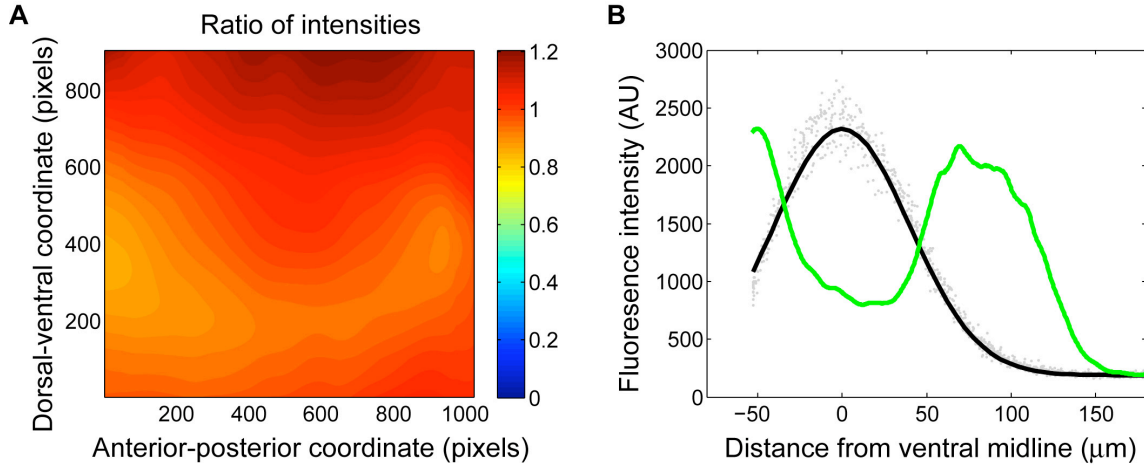 A
Ratio of intensities
Dorsal-ventral coordinate (pixels)
800
600
400
200
200 400 600 800 1000
Anterior-posterior coordinate (pixels)
1.2
1
0.8
0.6
0.4
0.2
0
B
Fluoresence intensity (AU)
3000
2500
2000
1500
1000
500
0
−50 0 50 100 150
Distance from ventral midline (μm)